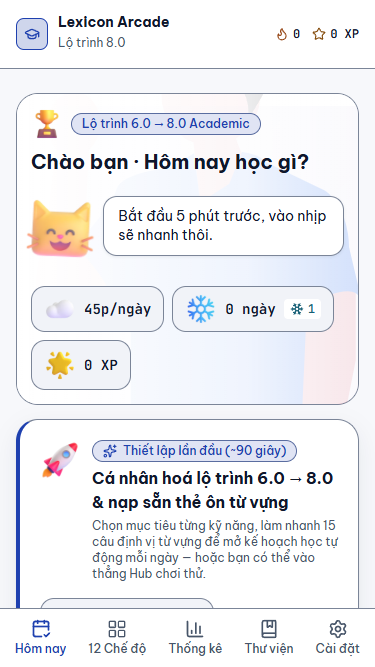 Lexicon Arcade
Lộ trình 8.0
0
0 XP
Lộ trình 6.0 → 8.0 Academic
Chào bạn · Hôm nay học gì?
Bắt đầu 5 phút trước, vào nhịp
sẽ nhanh thôi.
45p/ngày
0 ngày
1
0 XP
Thiết lập lần đầu (~90 giây)
Cá nhân hoá lộ trình 6.0 → 8.0
& nạp sẵn thẻ ôn từ vựng
Chọn mục tiêu từng kỹ năng, làm nhanh 15
câu định vị từ vựng để mở kế hoạch học tự
động mỗi ngày — hoặc bạn có thể vào
thẳng Hub chơi thử.
Hôm nay
12 Chế độ
Thống kê
Thư viện
Cài đặt